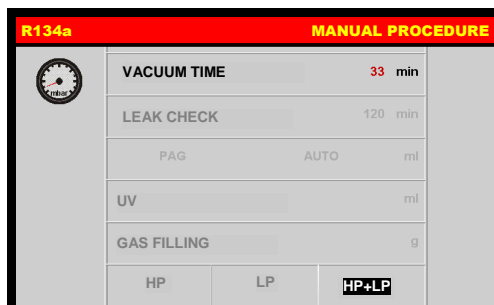 R134a MANUAL PROCEDURE
mbar
VACUUM TIME 33 min
LEAK CHECK 120 min
PAG AUTO ml
UV ml
GAS FILLING g
HP LP HP+LP